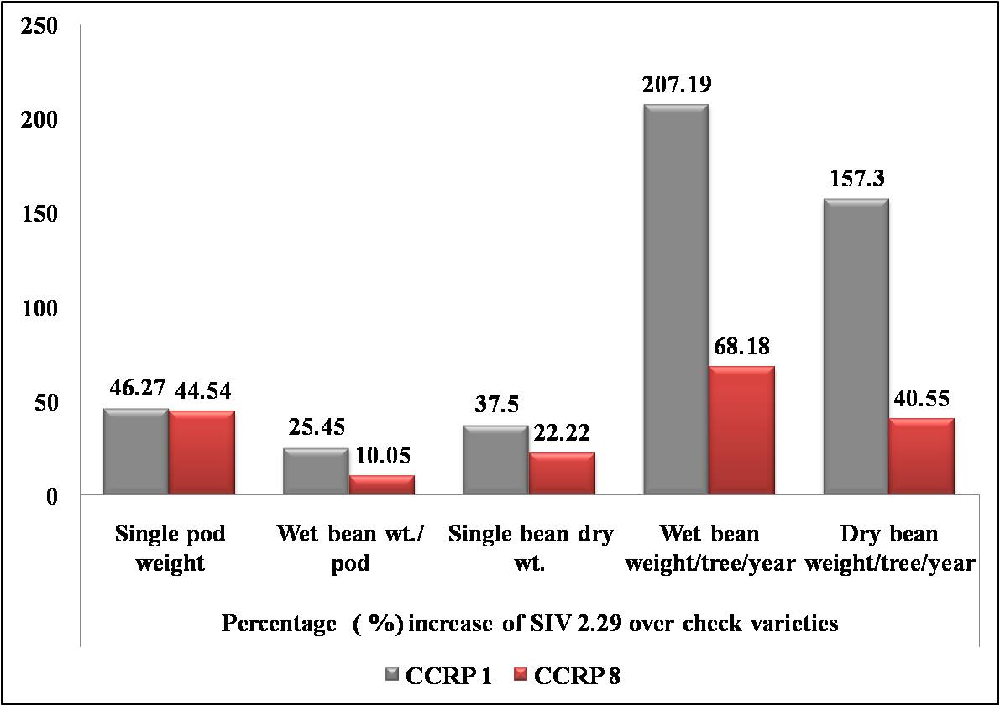 250
200
150
100
50
0
46.27
44.54
25.45
10.05
37.5
22.22
207.19
68.18
157.3
40.55
Single pod
weight
Wet bean wt./
pod
Single bean dry
wt.
Wet bean
weight/tree/year
Dry bean
weight/tree/year
Percentage ( %) increase of SIV 2.29 over check varieties
CCRP 1
CCRP 8